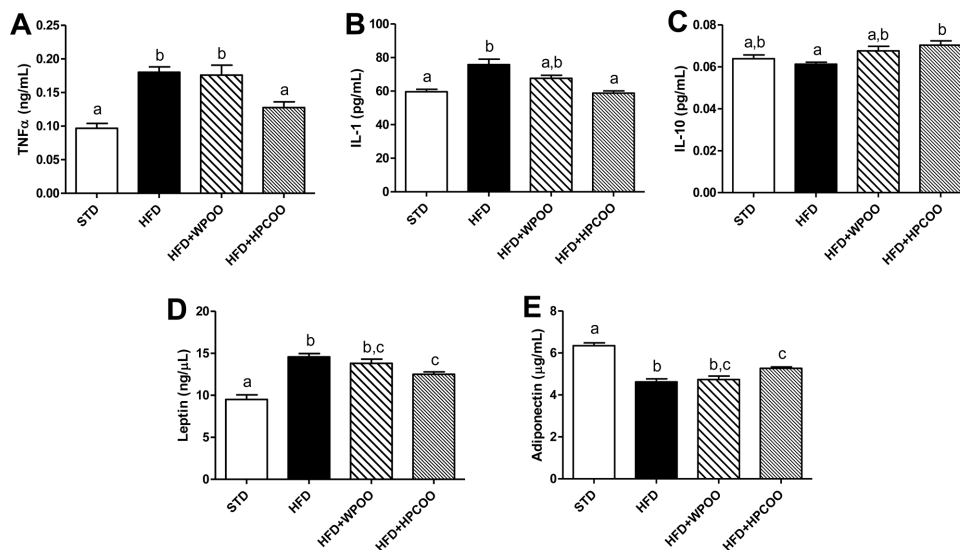 A
TNFα (ng/mL)
0.25
0.20
0.15
0.10
0.05
0.00
a
b
b
a
STD
HFD
HFD+WPOO
HFD+HPCOO
B
IL-1 (pg/mL)
100
80
60
40
20
0
a
b
a,b
a
STD
HFD
HFD+WPOO
HFD+HPCOO
C
IL-10 (pg/mL)
0.08
0.06
0.04
0.02
0.00
a,b
a
a,b
b
STD
HFD
HFD+WPOO
HFD+HPCOO
D
Leptin (ng/μL)
20
15
10
5
0
a
b
b,c
c
STD
HFD
HFD+WPOO
HFD+HPCOO
E
Adiponectin (μg/mL)
8
6
4
2
0
a
b
b,c
c
STD
HFD
HFD+WPOO
HFD+HPCOO